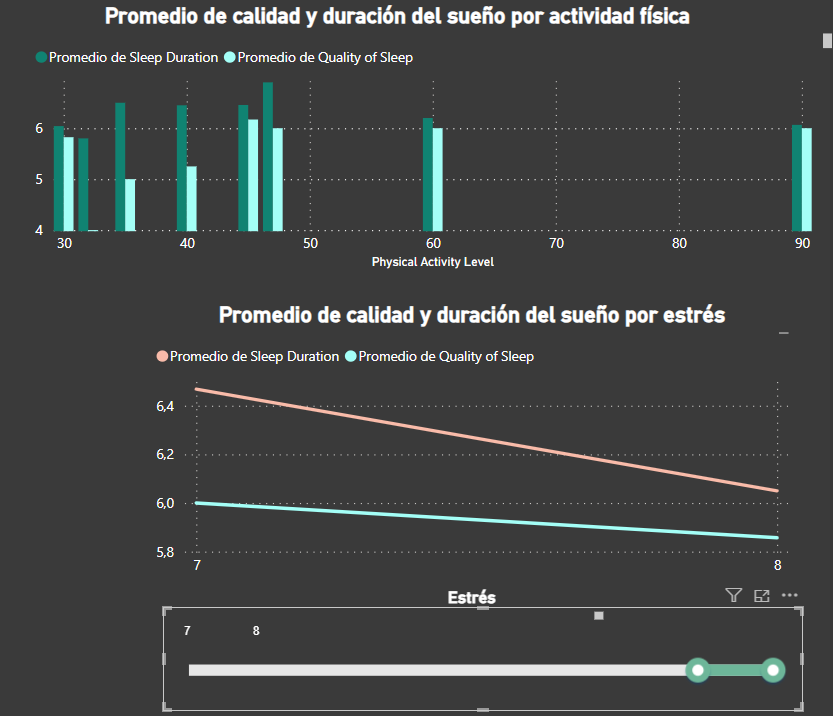 Promedio de calidad y duración del sueño por actividad física
Promedio de Sleep Duration Promedio de Quality of Sleep
6
5
4
30 40 50 60 70 80 90
Physical Activity Level
Promedio de calidad y duración del sueño por estrés
Promedio de Sleep Duration Promedio de Quality of Sleep
6,4
6,2
6,0
5,8
7 8
Estrés
7 8